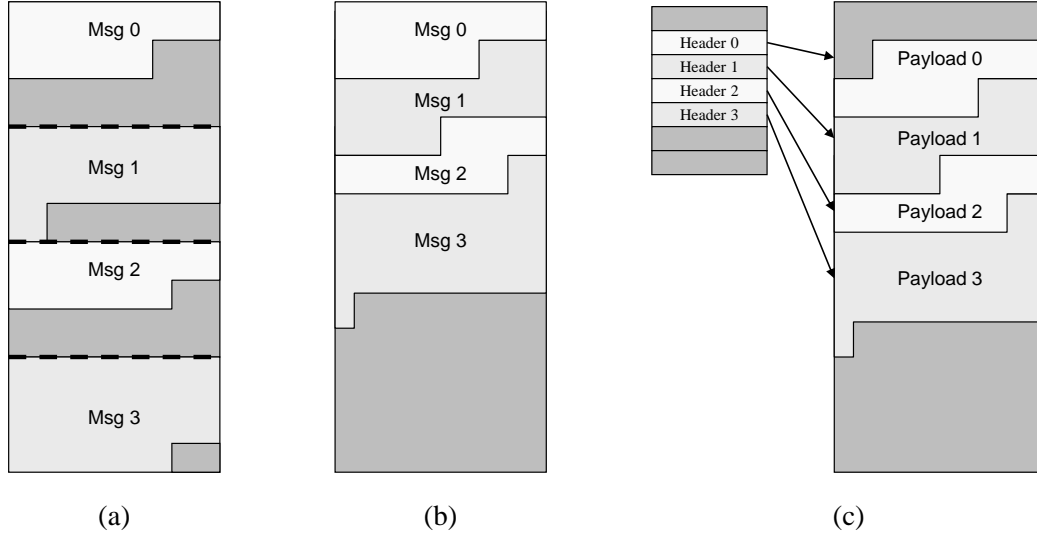 Msg 0
Msg 1
Msg 2
Msg 3
(a)
Msg 0
Msg 1
Msg 2
Msg 3
(b)
Header 0
Header 1
Header 2
Header 3
Payload 0
Payload 1
Payload 2
Payload 3
(c)